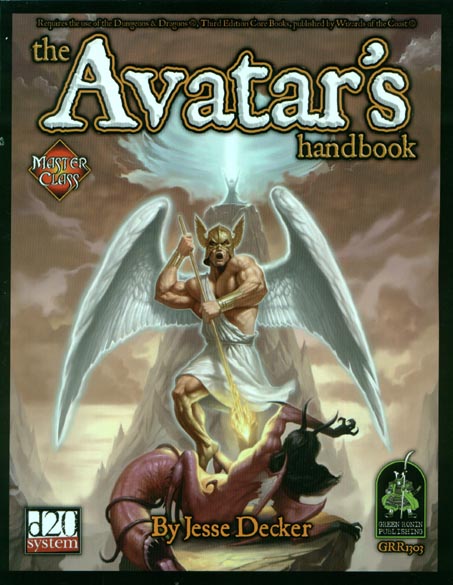 Requires the use of the Dungeons & Dragons ®, Third Edition Core Books, published by Wizards of the Coast ®
the
Avatar's
handbook
Master
Class
d20
system
By Jesse Decker
GREEN RONIN
PUBLISHING
GRR1303